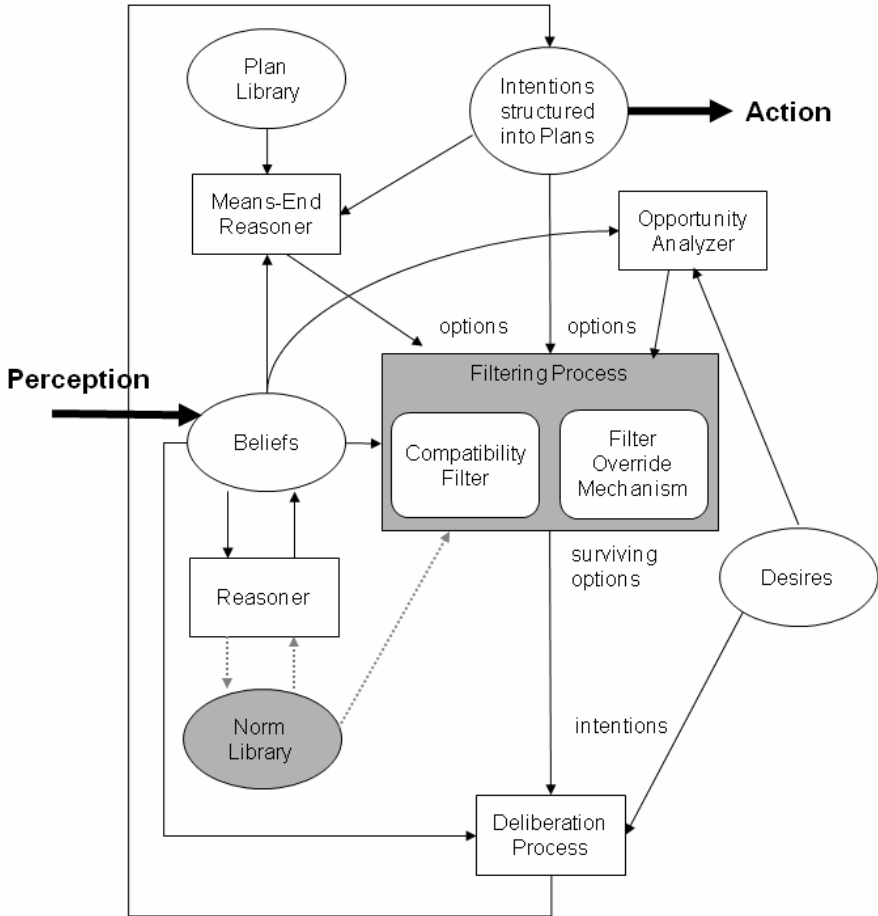 Plan
Library
Intentions
structured
into Plans
Action
Means-End
Reasoner
Opportunity
Analyzer
options
options
Perception
Filtering Process
Beliefs
Compatibility
Filter
Filter
Override
Mechanism
surviving
options
Desires
Reasoner
Norm
Library
intentions
Deliberation
Process